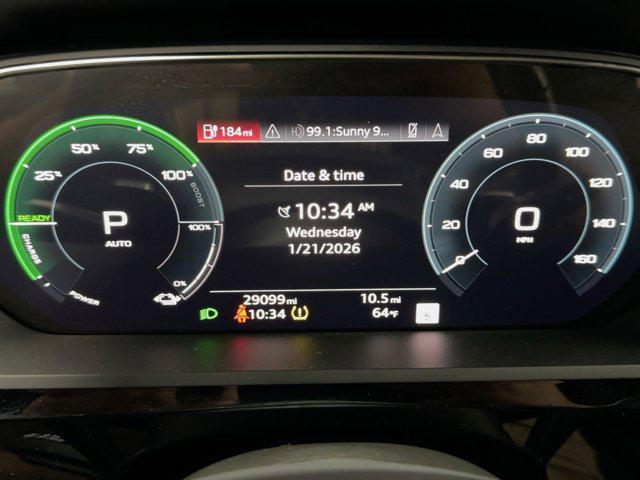 184mi HD 99.1:Sunny 9...
Date & time
10:34 AM
Wednesday
1/21/2026
25% 50% 75% 100%
BOOST
READY
CHARGE
POWER
P
AUTO
100%
0%
0 20 40 60 80 100 120 140 160
0
MPH
29099mi 10.5mi
10:34 64°F